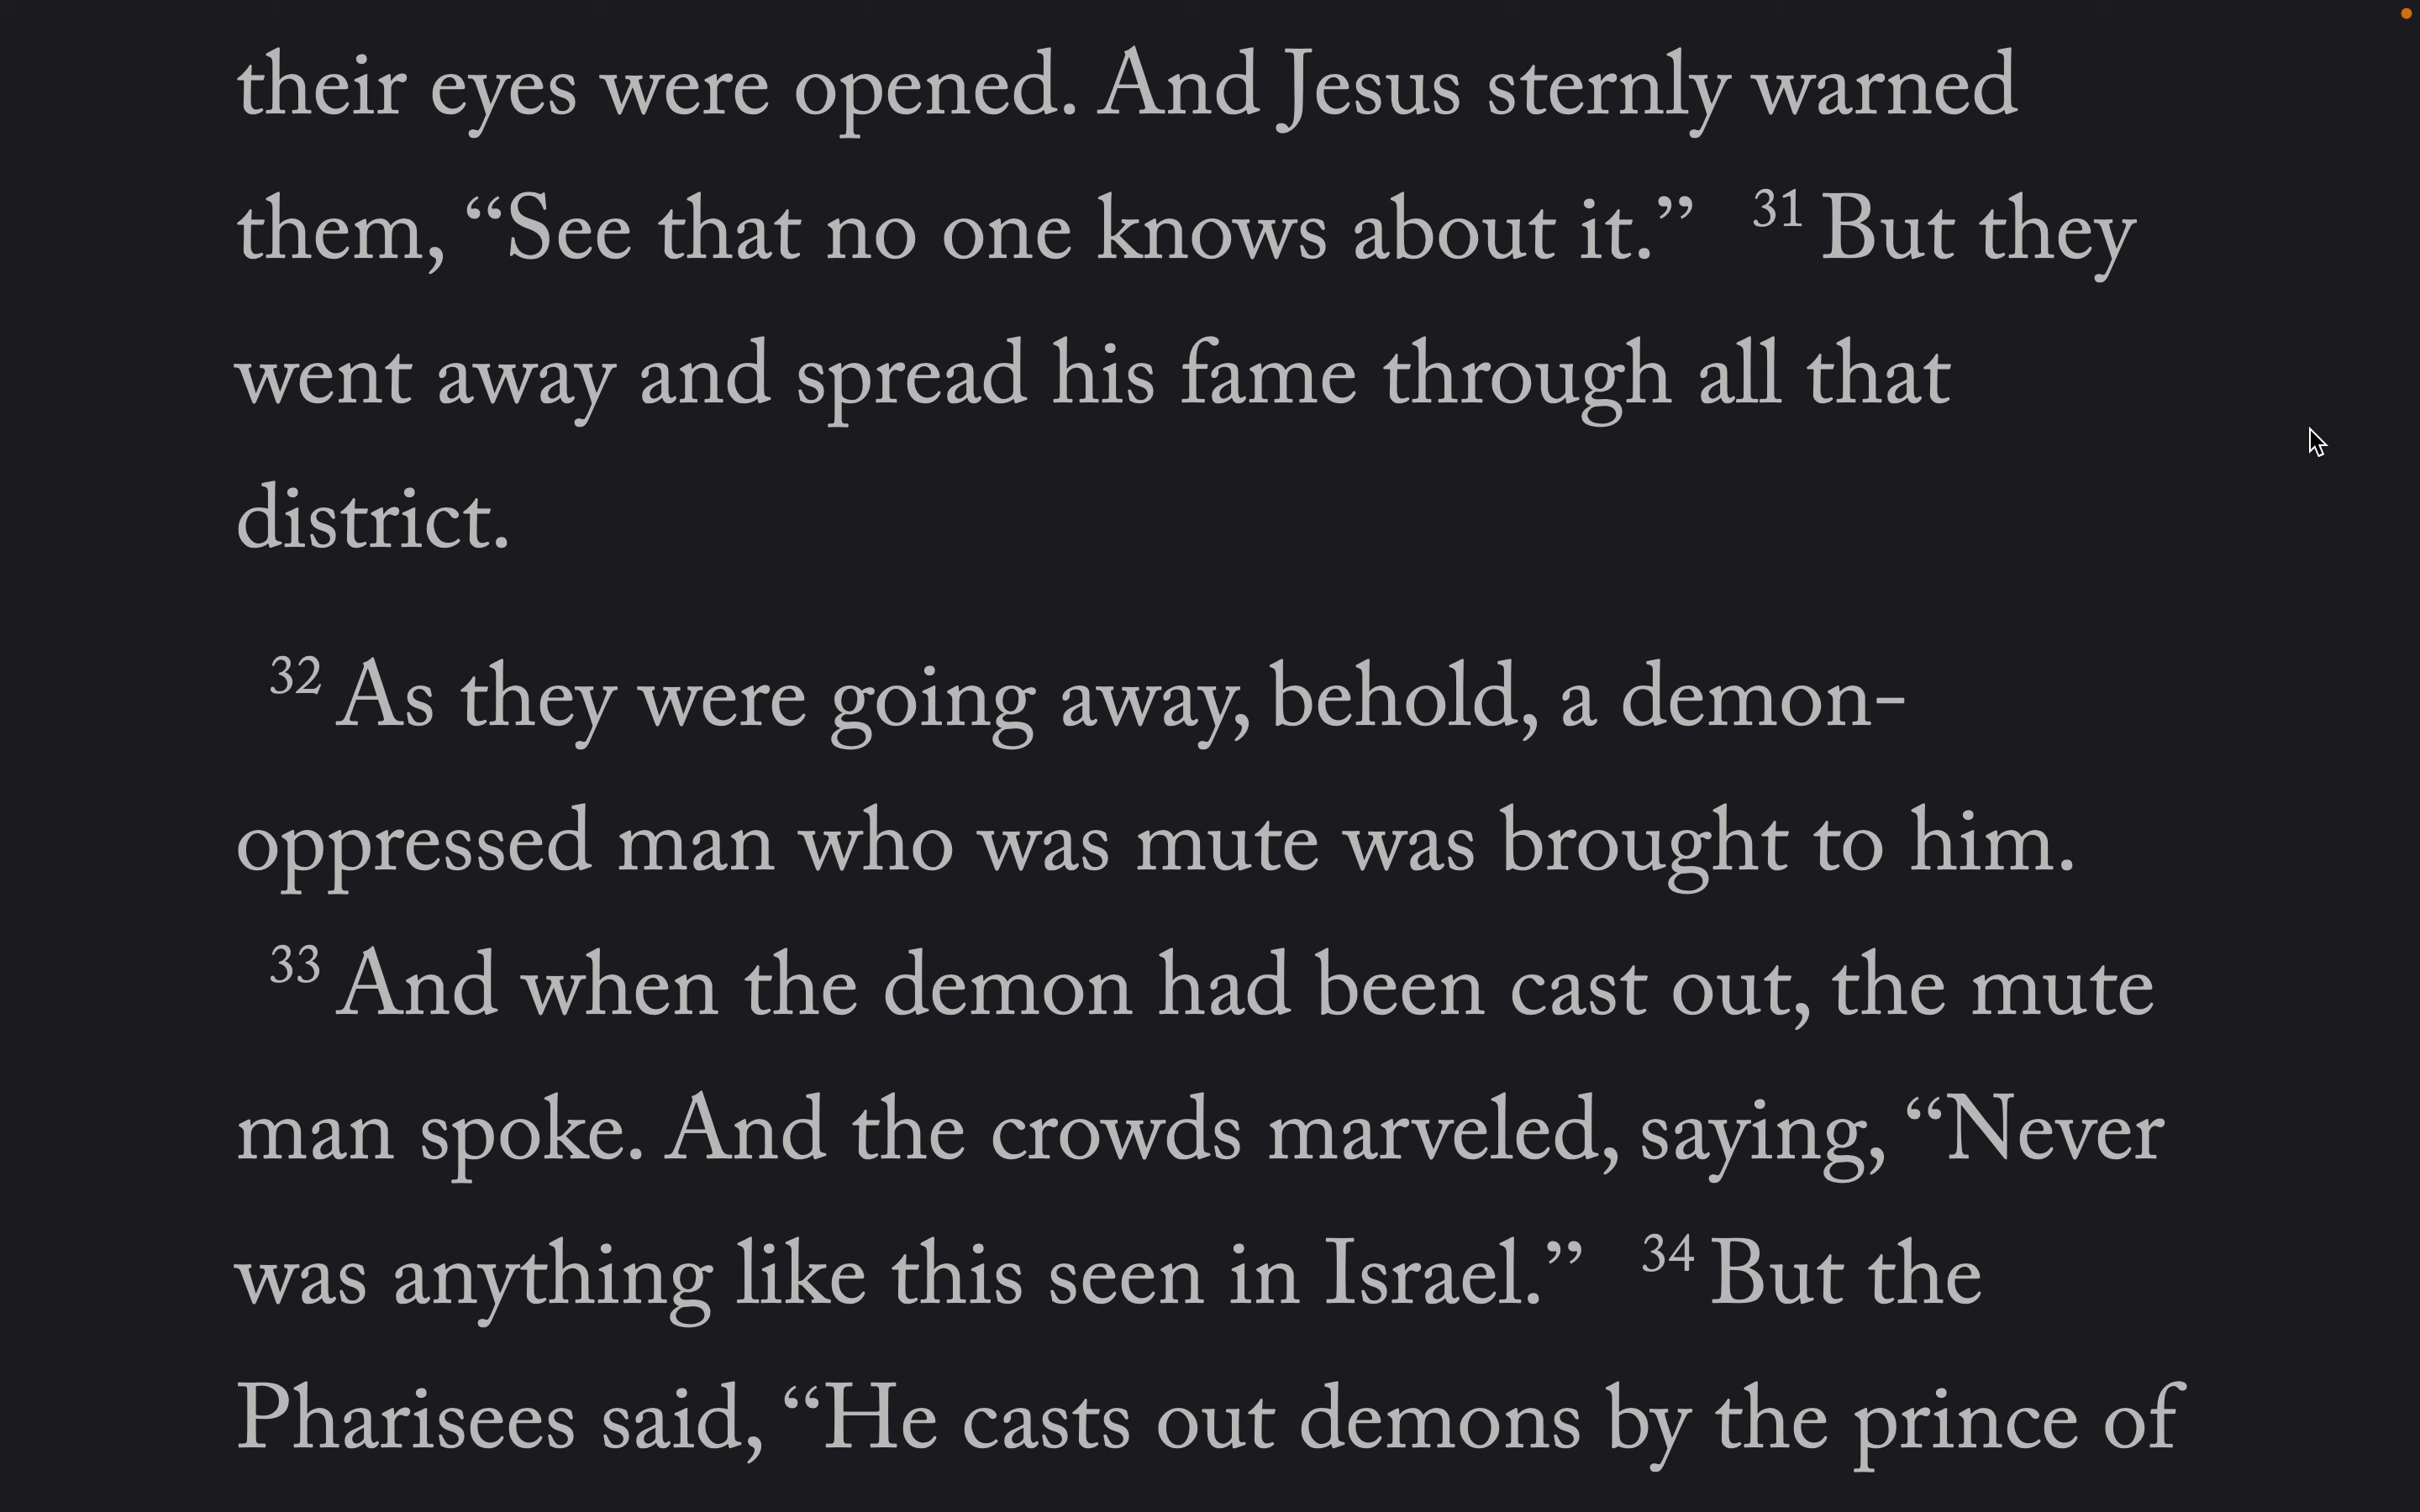 their eyes were opened. And Jesus sternly warned
them, “See that no one knows about it.” 31 But they
went away and spread his fame through all that
district.
32 As they were going away, behold, a demon-
oppressed man who was mute was brought to him.
33 And when the demon had been cast out, the mute
man spoke. And the crowds marveled, saying, “Never
was anything like this seen in Israel.” 34 But the
Pharisees said, “He casts out demons by the prince of